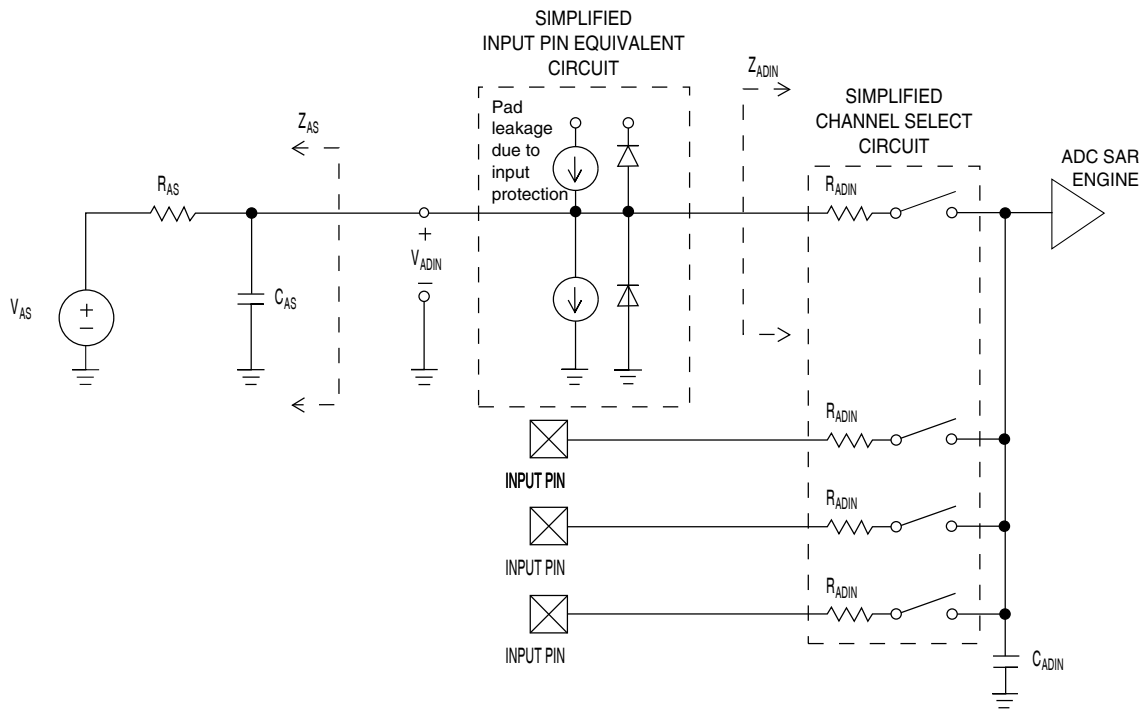 SIMPLIFIED
INPUT PIN EQUIVALENT
CIRCUIT
Z_ADIN
SIMPLIFIED
CHANNEL SELECT
CIRCUIT
ADC SAR
ENGINE
Pad
leakage
due to
input
protection
Z_AS
R_AS
R_ADIN
+
V_ADIN
–
C_AS
V_AS
+
–
R_ADIN
INPUT PIN
R_ADIN
INPUT PIN
R_ADIN
INPUT PIN
C_ADIN